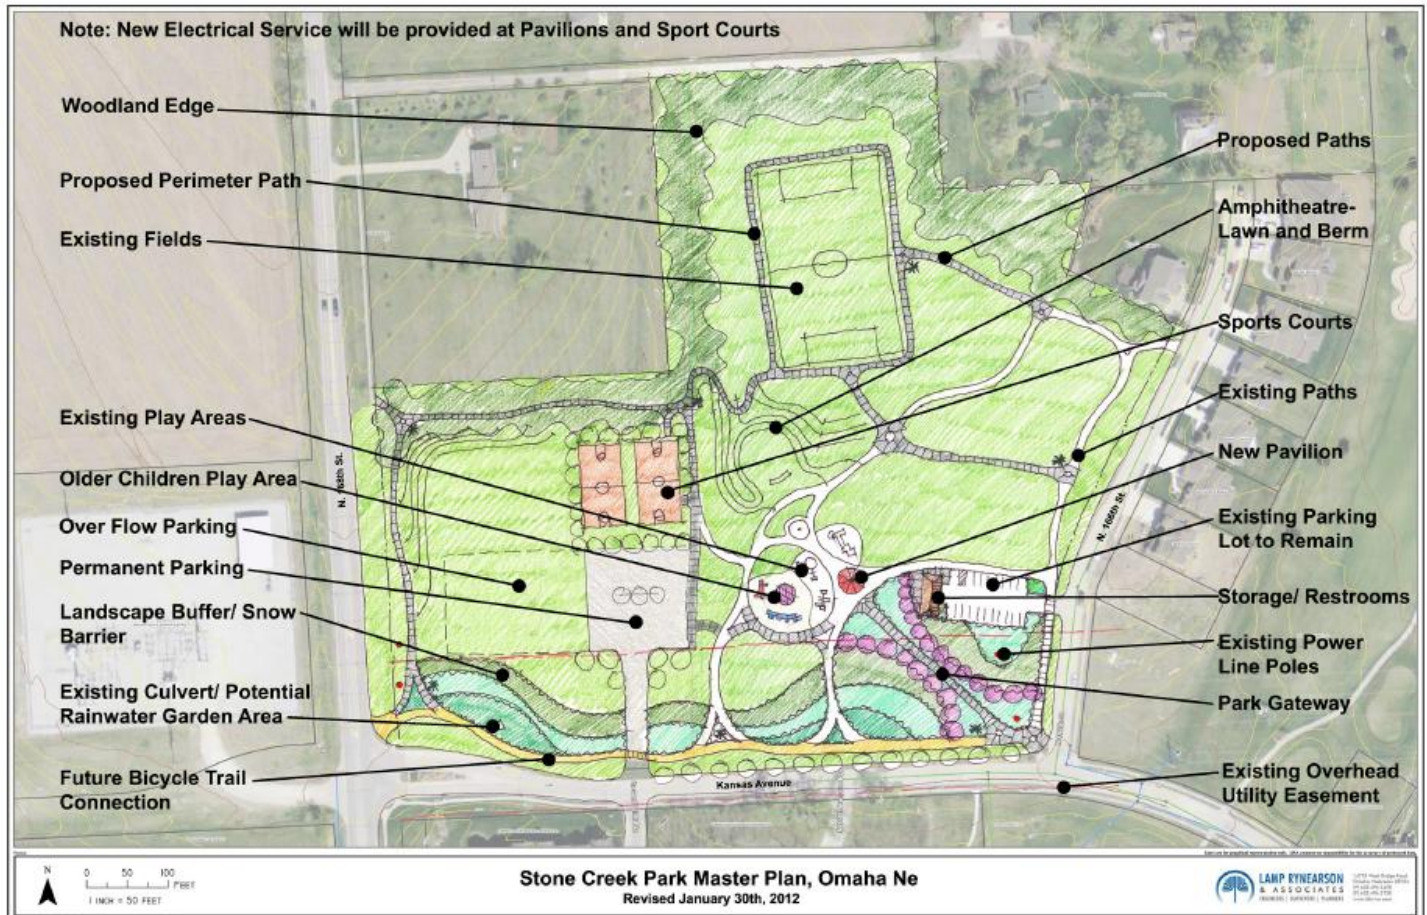 Note: New Electrical Service will be provided at Pavilions and Sport Courts
Woodland Edge
Proposed Perimeter Path
Existing Fields
Existing Play Areas
Older Children Play Area
Over Flow Parking
Permanent Parking
Landscape Buffer/ Snow
Barrier
Existing Culvert/ Potential
Rainwater Garden Area
Future Bicycle Trail
Connection
Proposed Paths
Amphitheatre-
Lawn and Berm
Sports Courts
Existing Paths
New Pavilion
Existing Parking
Lot to Remain
Storage/ Restrooms
Existing Power
Line Poles
Park Gateway
Existing Overhead
Utility Easement
N. 168th St.
N. 166th St.
Kansas Avenue
N
0 50 100
FEET
1 INCH = 50 FEET
Stone Creek Park Master Plan, Omaha Ne
Revised January 30th, 2012
LAMP RYNEARSON
& ASSOCIATES
ENGINEERS | SURVEYORS | PLANNERS